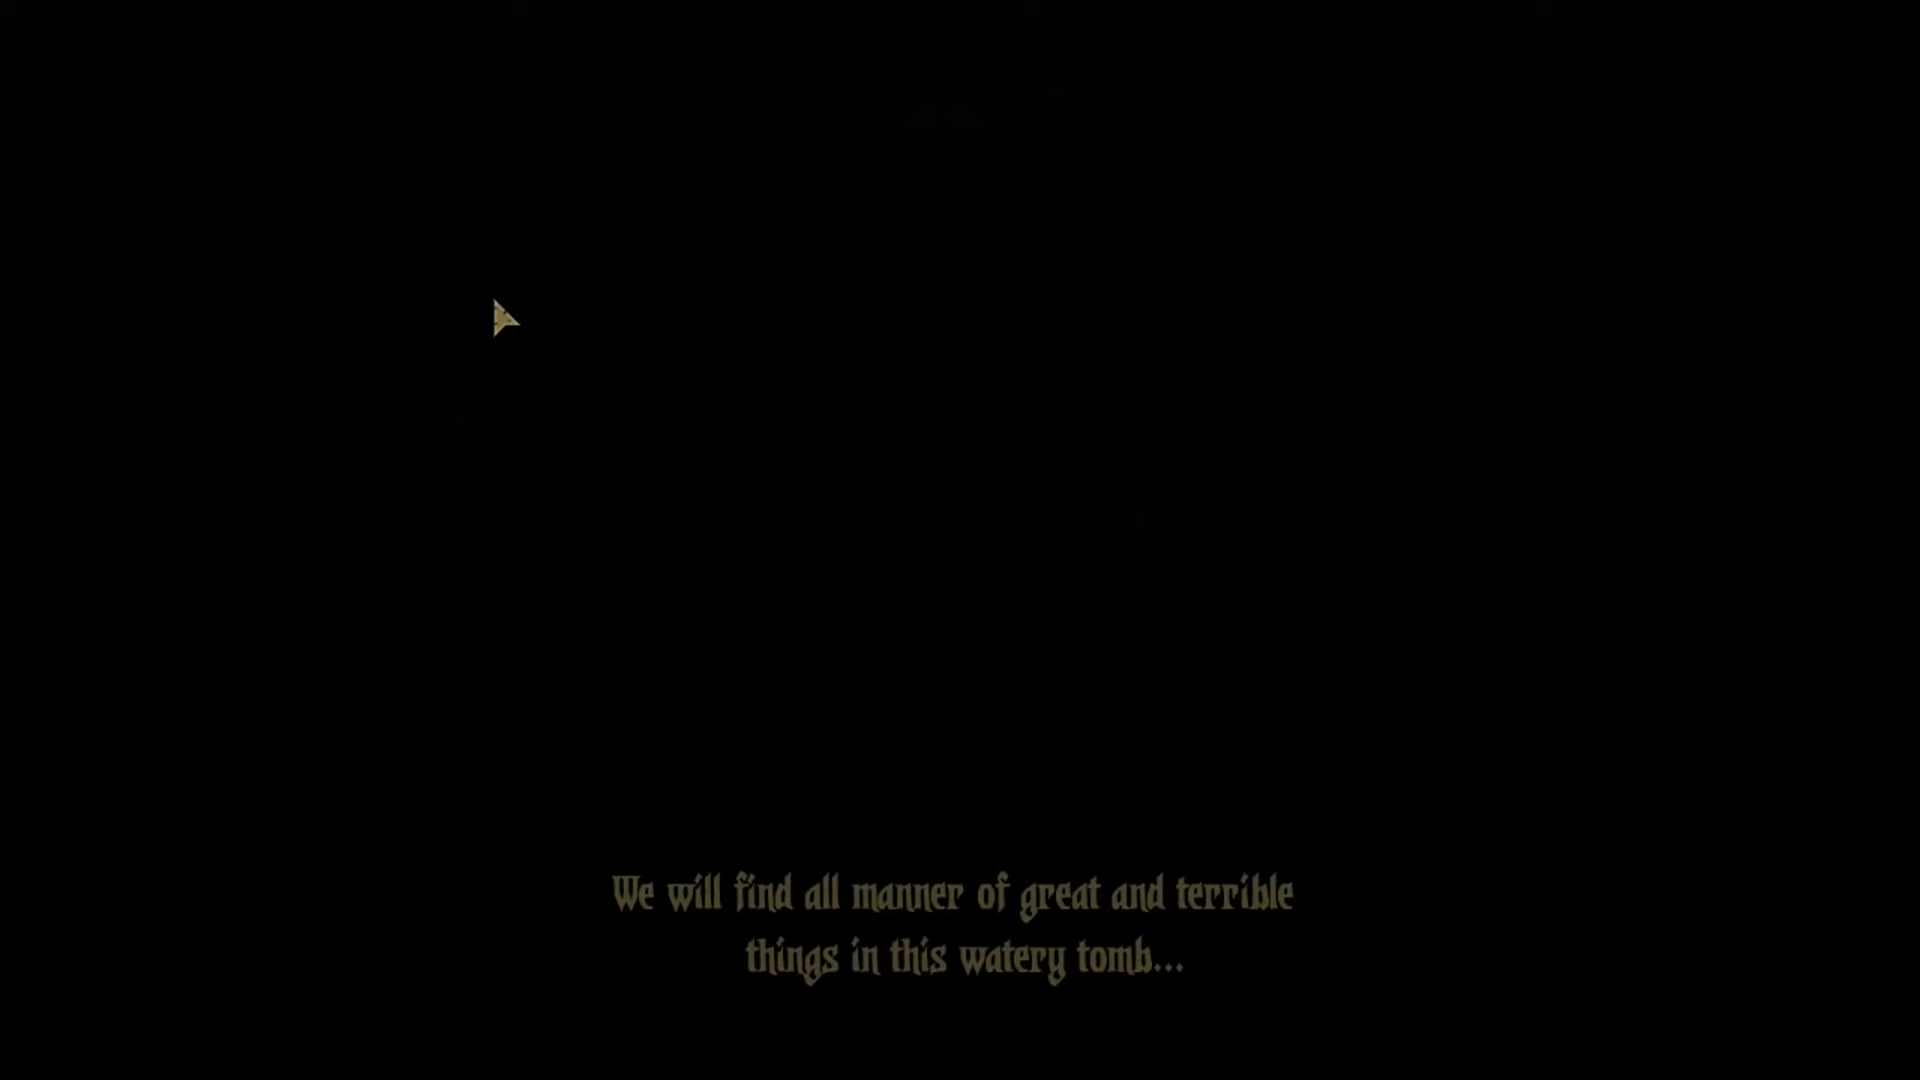 We will find all manner of great and terrible
things in this watery tomb...